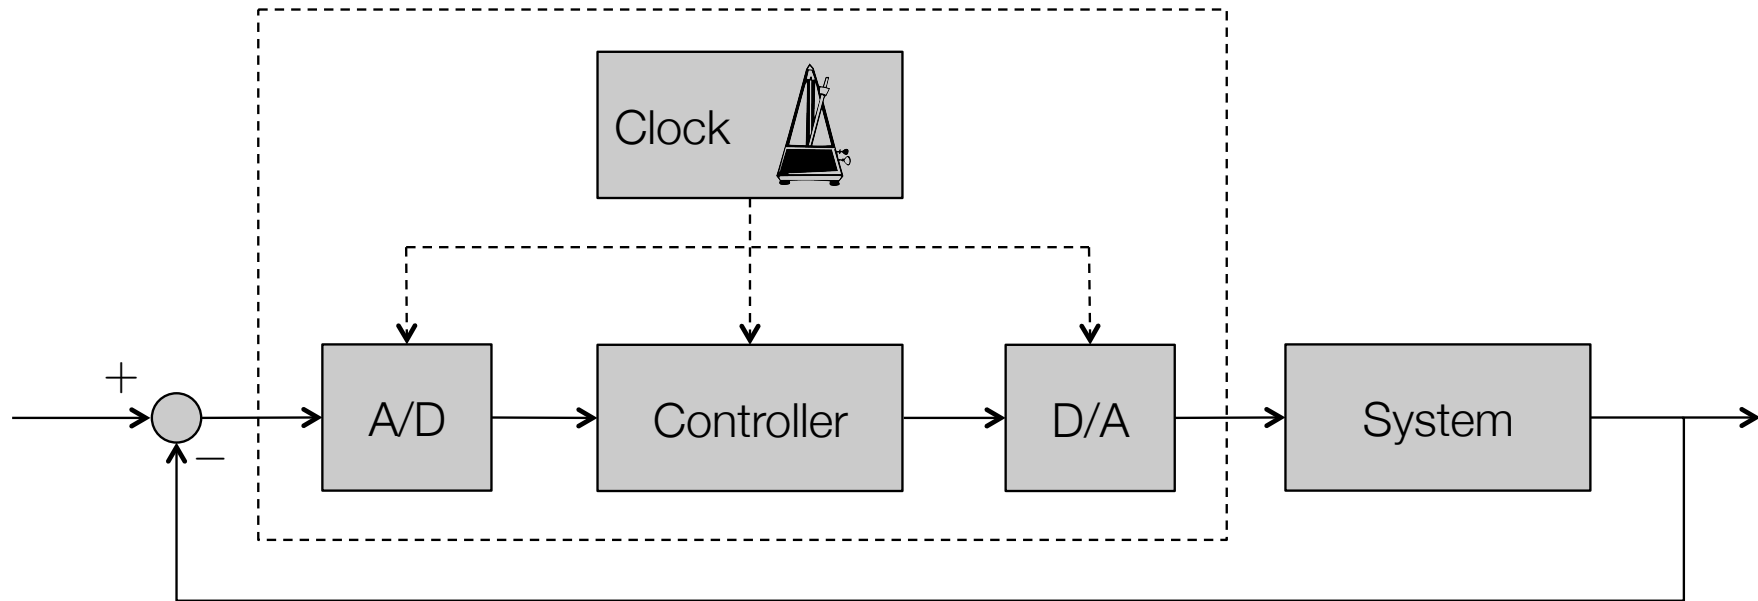 Clock
+
A/D
Controller
D/A
System
−